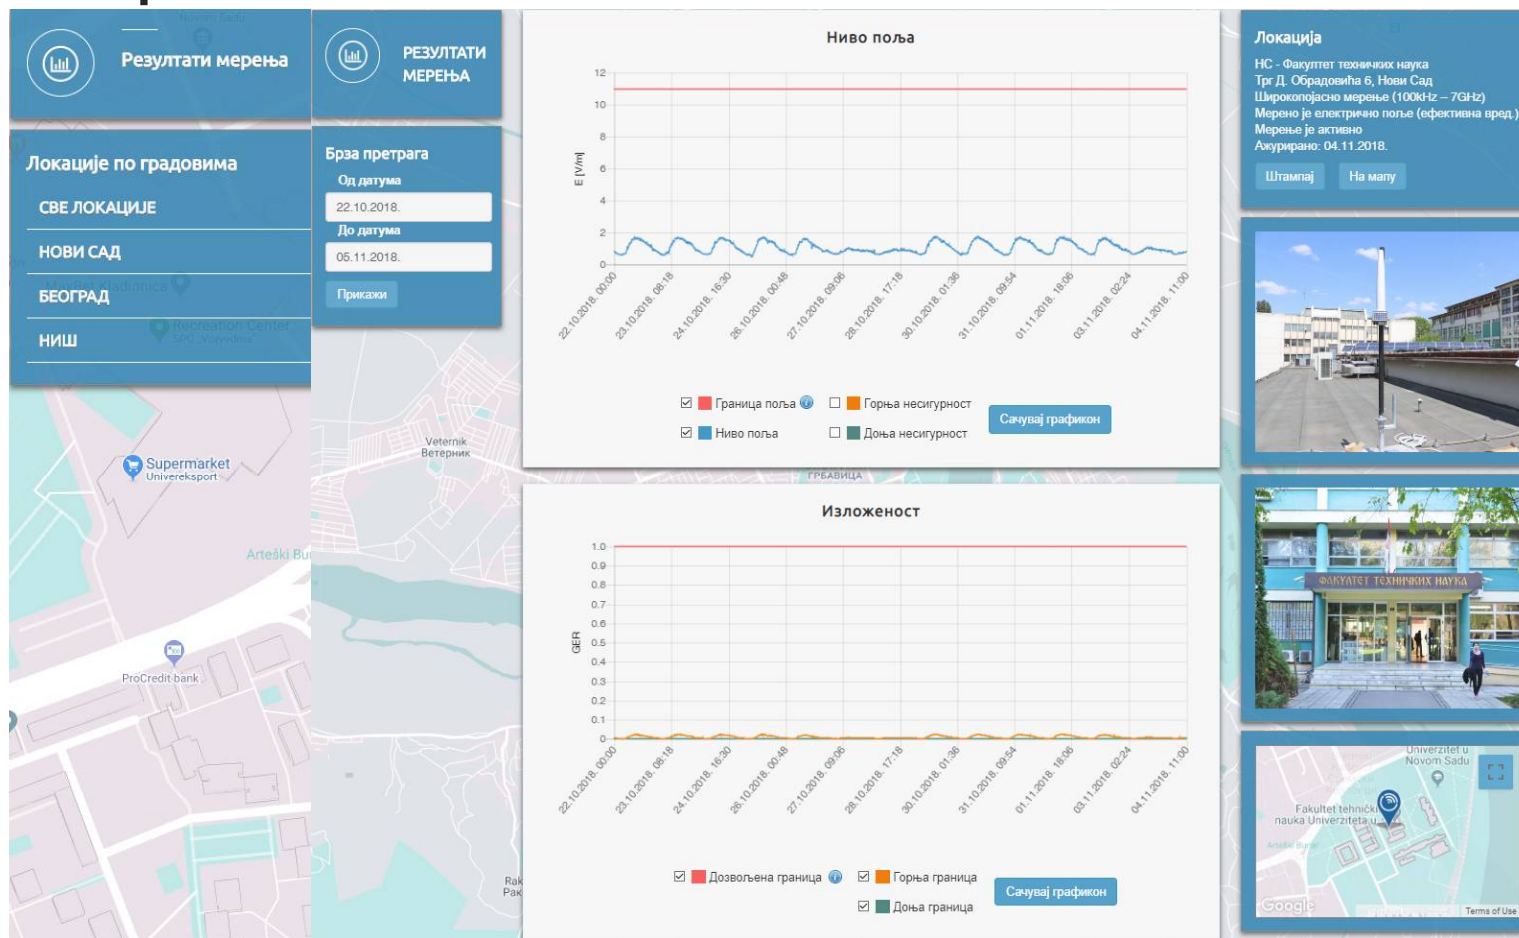 Резултати мерења
Локације по градовима
СВЕ ЛОКАЦИЈЕ
НОВИ САД
БЕОГРАД
НИШ
Recreation Center
Supermarket
Univereksport
Arteški Bu
ProCredit bank
РЕЗУЛТАТИ
МЕРЕЊА
Брза претрага
Од датума
22.10.2018.
До датума
05.11.2018.
Прикажи
Veternik
Ветерник
Rak
Рак
Ниво поља
E [V/m]
12
10
8
6
4
2
0
22.10.2018. 00:00
23.10.2018. 08:18
24.10.2018. 16:30
26.10.2018. 00:48
27.10.2018. 09:06
28.10.2018. 17:18
30.10.2018. 01:36
31.10.2018. 09:54
01.11.2018. 18:06
03.11.2018. 02:24
04.11.2018. 11:00
Граница поља
Горња несигурност
Ниво поља
Доња несигурност
Сачувај графикон
ГРБАВИЦА
Изложеност
GER
1.0
0.9
0.8
0.7
0.6
0.5
0.4
0.3
0.2
0.1
0
22.10.2018. 00:00
23.10.2018. 08:18
24.10.2018. 16:30
26.10.2018. 00:48
27.10.2018. 09:06
28.10.2018. 17:18
30.10.2018. 01:36
31.10.2018. 09:54
01.11.2018. 18:06
03.11.2018. 02:24
04.11.2018. 11:00
Дозвољена граница
Горња граница
Доња граница
Сачувај графикон
Локација
НС - Факултет техничких наука
Трг Д. Обрадовића 6, Нови Сад
Широкопојасно мерење (100kHz – 7GHz)
Мерено је електрично поље (ефективна вред.)
Мерење је активно
Ажурирано: 04.11.2018.
Штампај
На мапу
ФАКУЛТЕТ ТЕХНИЧКИХ НАУКА
Univerzitet u
Novom Sadu
Fakultet tehnički
nauka Univerziteta u
Google
Terms of Use